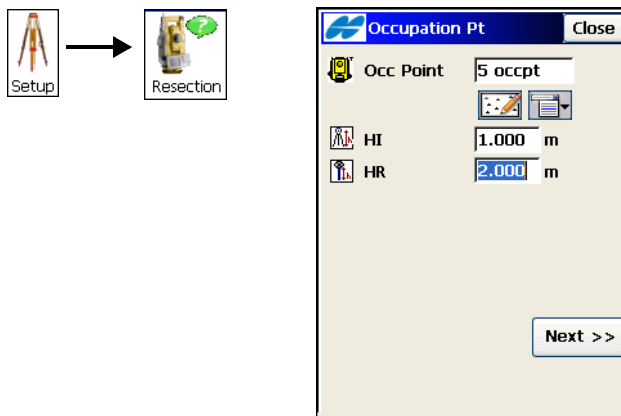 Setup
Resection
Occupation Pt
Close
Occ Point
5 occpt
HI
1.000 m
HR
2.000 m
Next >>